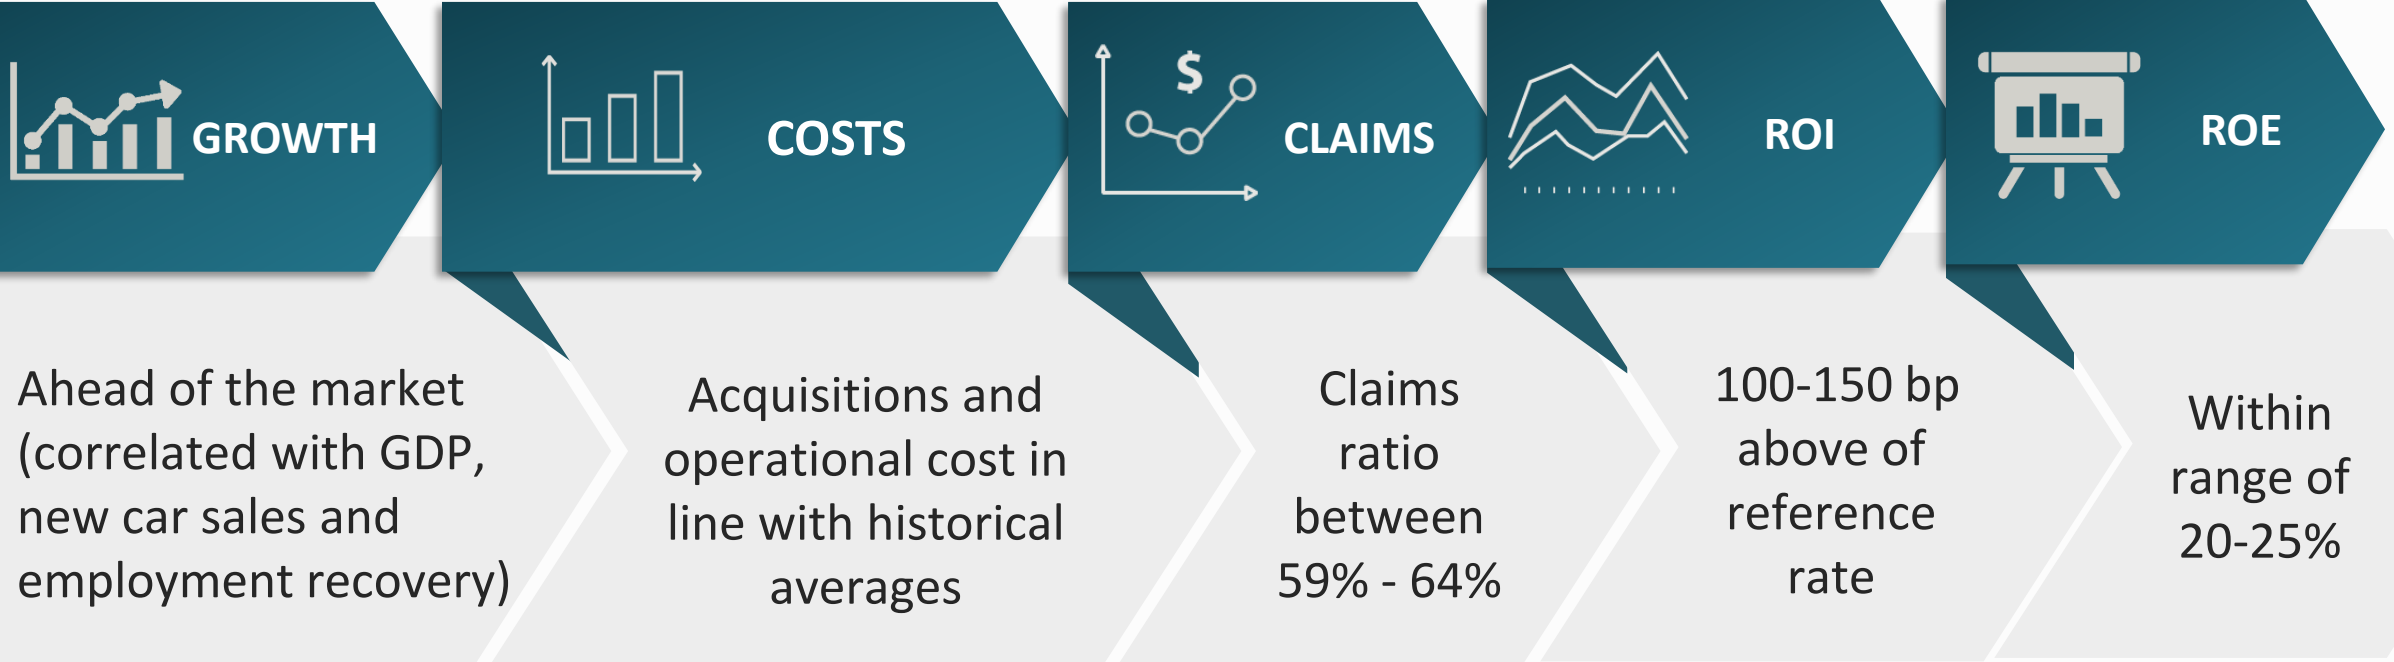 GROWTH
Ahead of the market
(correlated with GDP,
new car sales and
employment recovery)
COSTS
Acquisitions and
operational cost in
line with historical
averages
$
CLAIMS
Claims
ratio
between
59% - 64%
ROI
100-150 bp
above of
reference
rate
ROE
Within
range of
20-25%